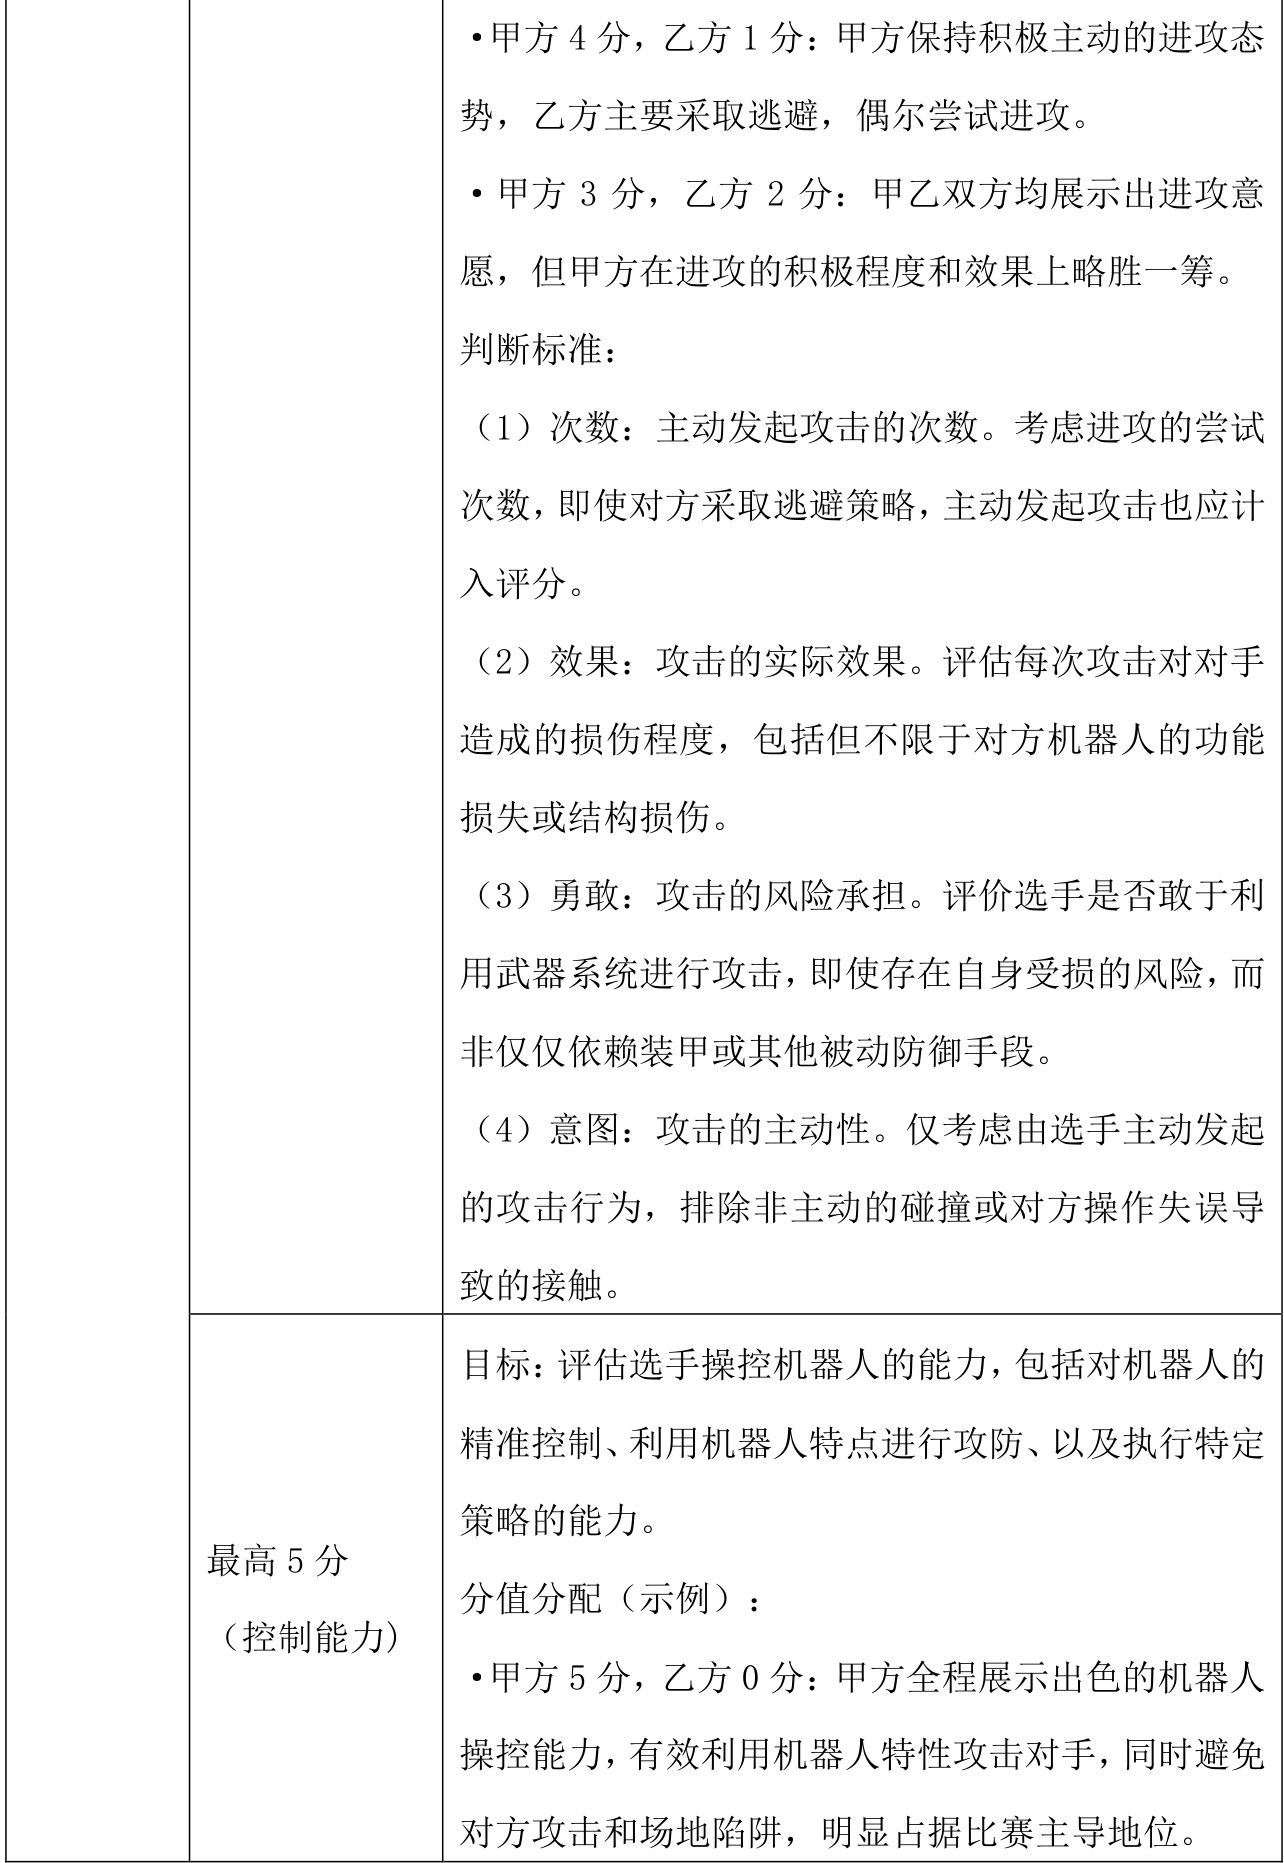 •甲方 4 分，乙方 1 分：甲方保持积极主动的进攻态
势，乙方主要采取逃避，偶尔尝试进攻。
•甲方 3 分，乙方 2 分：甲乙双方均展示出进攻意
愿，但甲方在进攻的积极程度和效果上略胜一筹。
判断标准：
（1）次数：主动发起攻击的次数。考虑进攻的尝试
次数，即使对方采取逃避策略，主动发起攻击也应计
入评分。
（2）效果：攻击的实际效果。评估每次攻击对对手
造成的损伤程度，包括但不限于对方机器人的功能
损失或结构损伤。
（3）勇敢：攻击的风险承担。评价选手是否敢于利
用武器系统进行攻击，即使存在自身受损的风险，而
非仅仅依赖装甲或其他被动防御手段。
（4）意图：攻击的主动性。仅考虑由选手主动发起
的攻击行为，排除非主动的碰撞或对方操作失误导
致的接触。
最高 5 分
（控制能力)
目标：评估选手操控机器人的能力，包括对机器人的
精准控制、利用机器人特点进行攻防、以及执行特定
策略的能力。
分值分配（示例）：
•甲方 5 分，乙方 0 分：甲方全程展示出色的机器人
操控能力，有效利用机器人特性攻击对手，同时避免
对方攻击和场地陷阱，明显占据比赛主导地位。